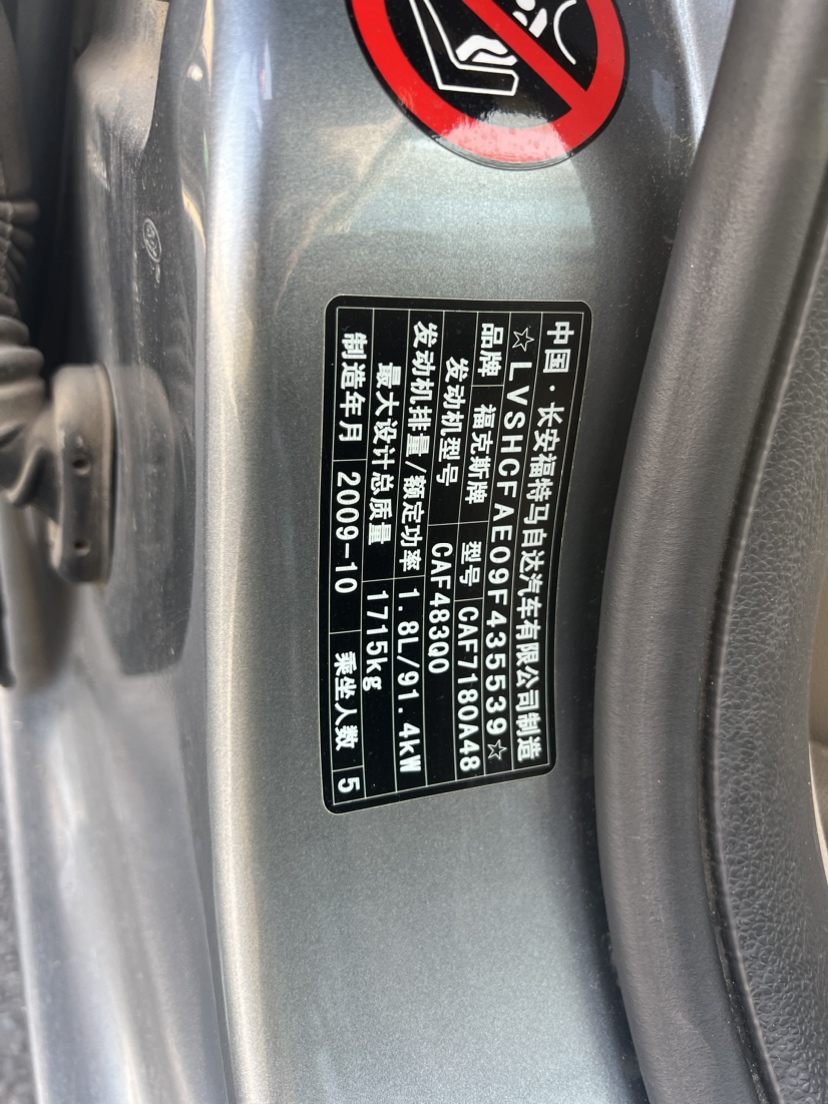 中国·长安福特马自达汽车有限公司制造
☆LVSHCFAE09F435539☆
品牌 福克斯牌 型号 CAF7180A48
发动机型号 CAF483Q0
发动机排量/额定功率 1.8L/91.4kW
最大设计总质量 1715kg
制造年月 2009-10 乘坐人数 5